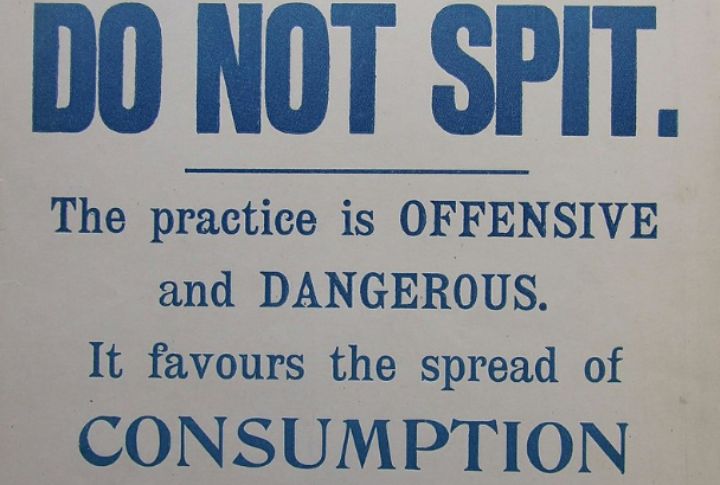 DO NOT SPIT.
The practice is OFFENSIVE
and DANGEROUS.
It favours the spread of
CONSUMPTION